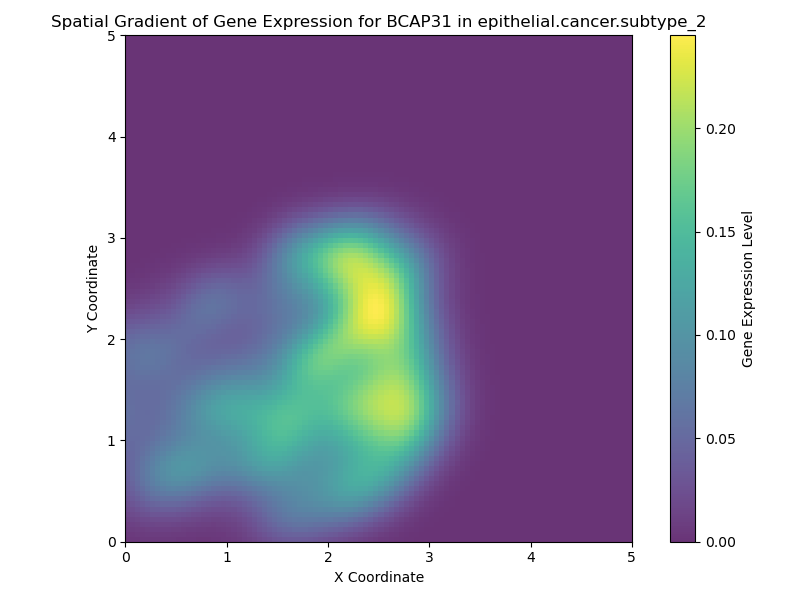 Spatial Gradient of Gene Expression for BCAP31 in epithelial.cancer.subtype_2
5
4
3
2
1
0
Y Coordinate
0 1 2 3 4 5
X Coordinate
0.20
0.15
0.10
0.05
0.00
Gene Expression Level